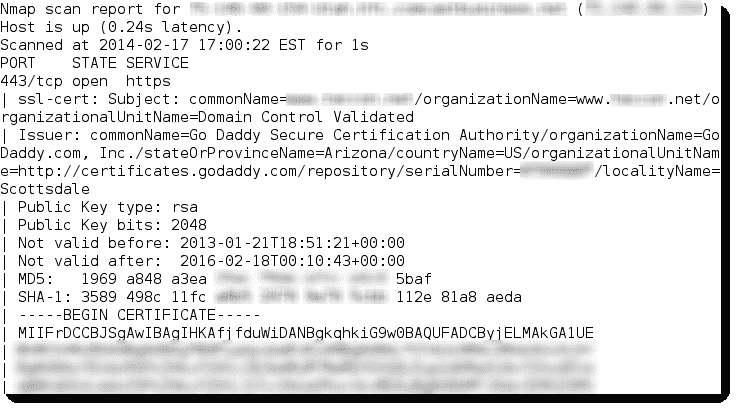 Nmap scan report for ( )
Host is up (0.24s latency).
Scanned at 2014-02-17 17:00:22 EST for 1s
PORT    STATE SERVICE
443/tcp open  https
| ssl-cert: Subject: commonName= /organizationName=www. .net/o
rganizationalUnitName=Domain Control Validated
| Issuer: commonName=Go Daddy Secure Certification Authority/organizationName=Go
Daddy.com, Inc./stateOrProvinceName=Arizona/countryName=US/organizationalUnitNam
e=http://certificates.godaddy.com/repository/serialNumber= /localityName=
Scottsdale
| Public Key type: rsa
| Public Key bits: 2048
| Not valid before: 2013-01-21T18:51:21+00:00
| Not valid after:  2016-02-18T00:10:43+00:00
| MD5:   1969 a848 a3ea 5baf
| SHA-1: 3589 498c 11fc 112e 81a8 aeda
| -----BEGIN CERTIFICATE-----
| MIIFrDCCBJSgAwIBAgIHKAfjfduWiDANBgkqhkiG9w0BAQUFADCByjELMAkGA1UE
|
|
|